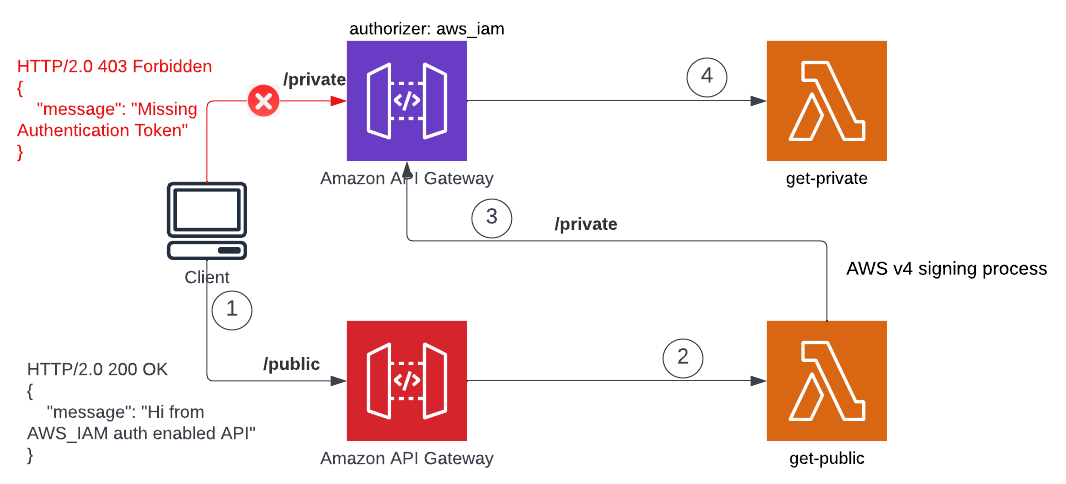 authorizer: aws_iam
HTTP/2.0 403 Forbidden
{
"message": "Missing
Authentication Token"
}
/private
4
Amazon API Gateway
get-private
3
/private
Client
AWS v4 signing process
1
/public
2
HTTP/2.0 200 OK
{
"message": "Hi from
AWS_IAM auth enabled API"
}
Amazon API Gateway
get-public